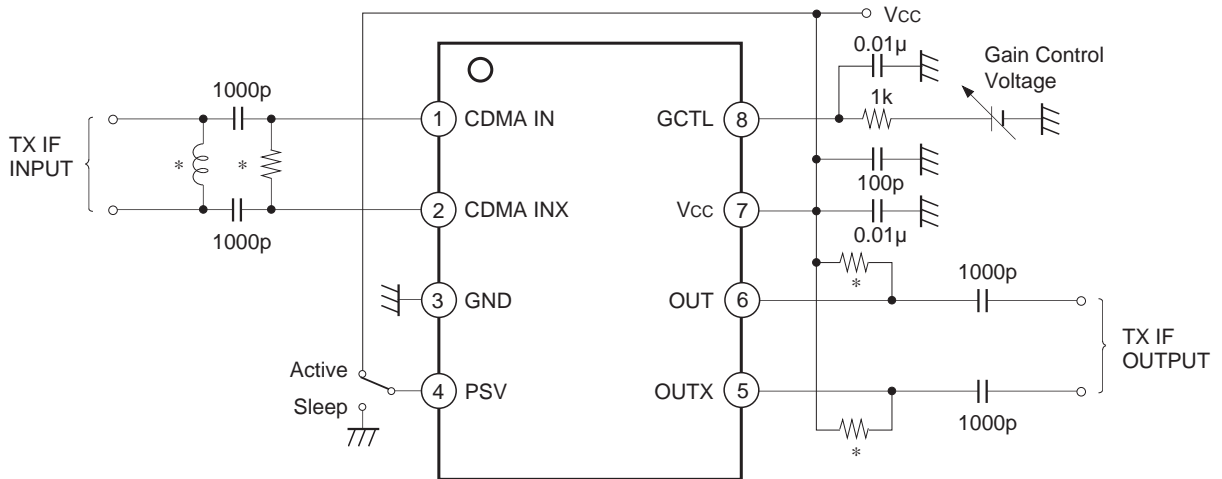 Vcc
0.01μ
Gain Control
Voltage
1000p
1k
TX IF
INPUT
1
CDMA IN
GCTL
8
*
*
100p
2
CDMA INX
Vcc
7
1000p
0.01μ
*
1000p
3
GND
OUT
6
TX IF
OUTPUT
Active
4
PSV
OUTX
5
Sleep
1000p
*